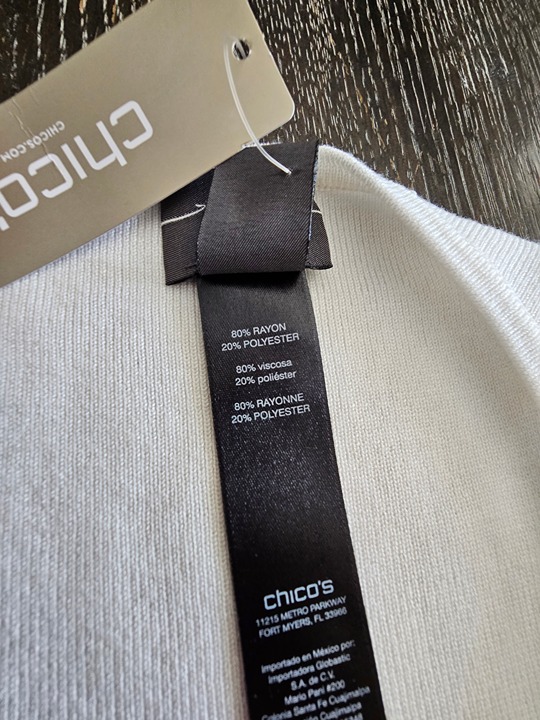 chico's
CHICOS.COM
80% RAYON
20% POLYESTER
80% viscosa
20% poliéster
80% RAYONNE
20% POLYESTER
chico's
11215 METRO PARKWAY
FORT MYERS, FL 33966
Importado en México por:
Importadora Globastic
S.A. de C.V.
Mario Pani #200
Colonia Santa Fe Cuajimalpa
Cuajimalpa